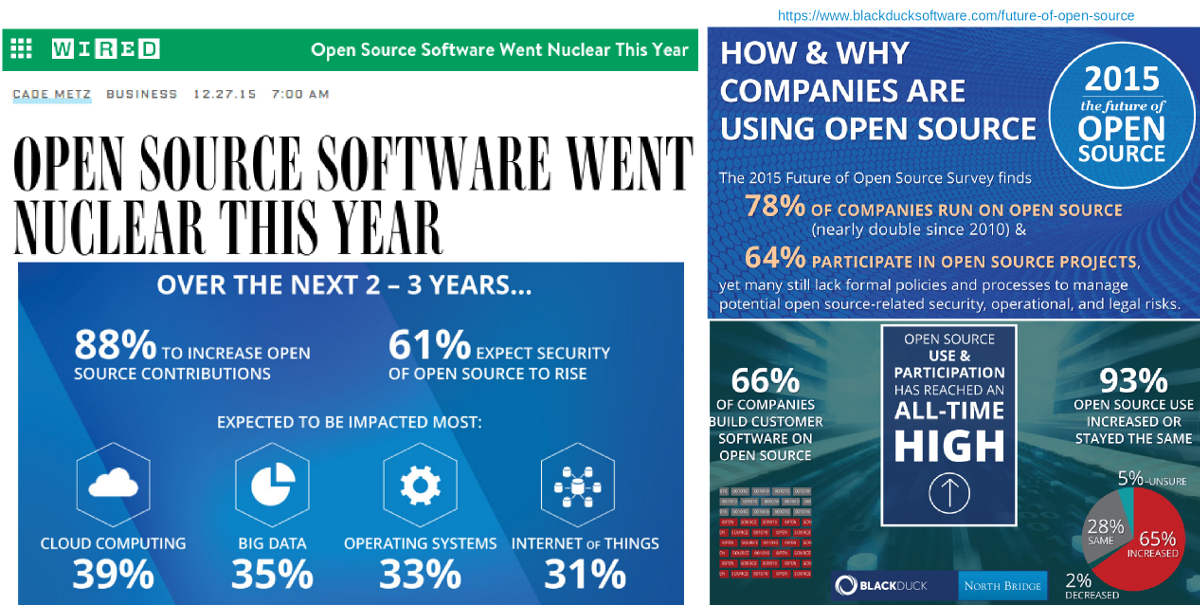 https://www.blackducksoftware.com/future-of-open-source
WIRED
Open Source Software Went Nuclear This Year
CADE METZ BUSINESS 12.27.15 7:00 AM
OPEN SOURCE SOFTWARE WENT
NUCLEAR THIS YEAR
OVER THE NEXT 2 – 3 YEARS...
88% TO INCREASE OPEN
SOURCE CONTRIBUTIONS
61% EXPECT SECURITY
OF OPEN SOURCE TO RISE
EXPECTED TO BE IMPACTED MOST:
CLOUD COMPUTING
39%
BIG DATA
35%
OPERATING SYSTEMS
33%
INTERNET OF THINGS
31%
HOW & WHY
COMPANIES ARE
USING OPEN SOURCE
2015
the future of
OPEN
SOURCE
The 2015 Future of Open Source Survey finds
78% OF COMPANIES RUN ON OPEN SOURCE
(nearly double since 2010) &
64% PARTICIPATE IN OPEN SOURCE PROJECTS,
yet many still lack formal policies and processes to manage
potential open source-related security, operational, and legal risks.
66%
OF COMPANIES
BUILD CUSTOMER
SOFTWARE ON
OPEN SOURCE
OPEN SOURCE
USE &
PARTICIPATION
HAS REACHED AN
ALL-TIME
HIGH
93%
OPEN SOURCE USE
INCREASED OR
STAYED THE SAME
5%-UNSURE
28%
SAME
65%
INCREASED
2%
DECREASED
BLACKDUCK
NORTH BRIDGE